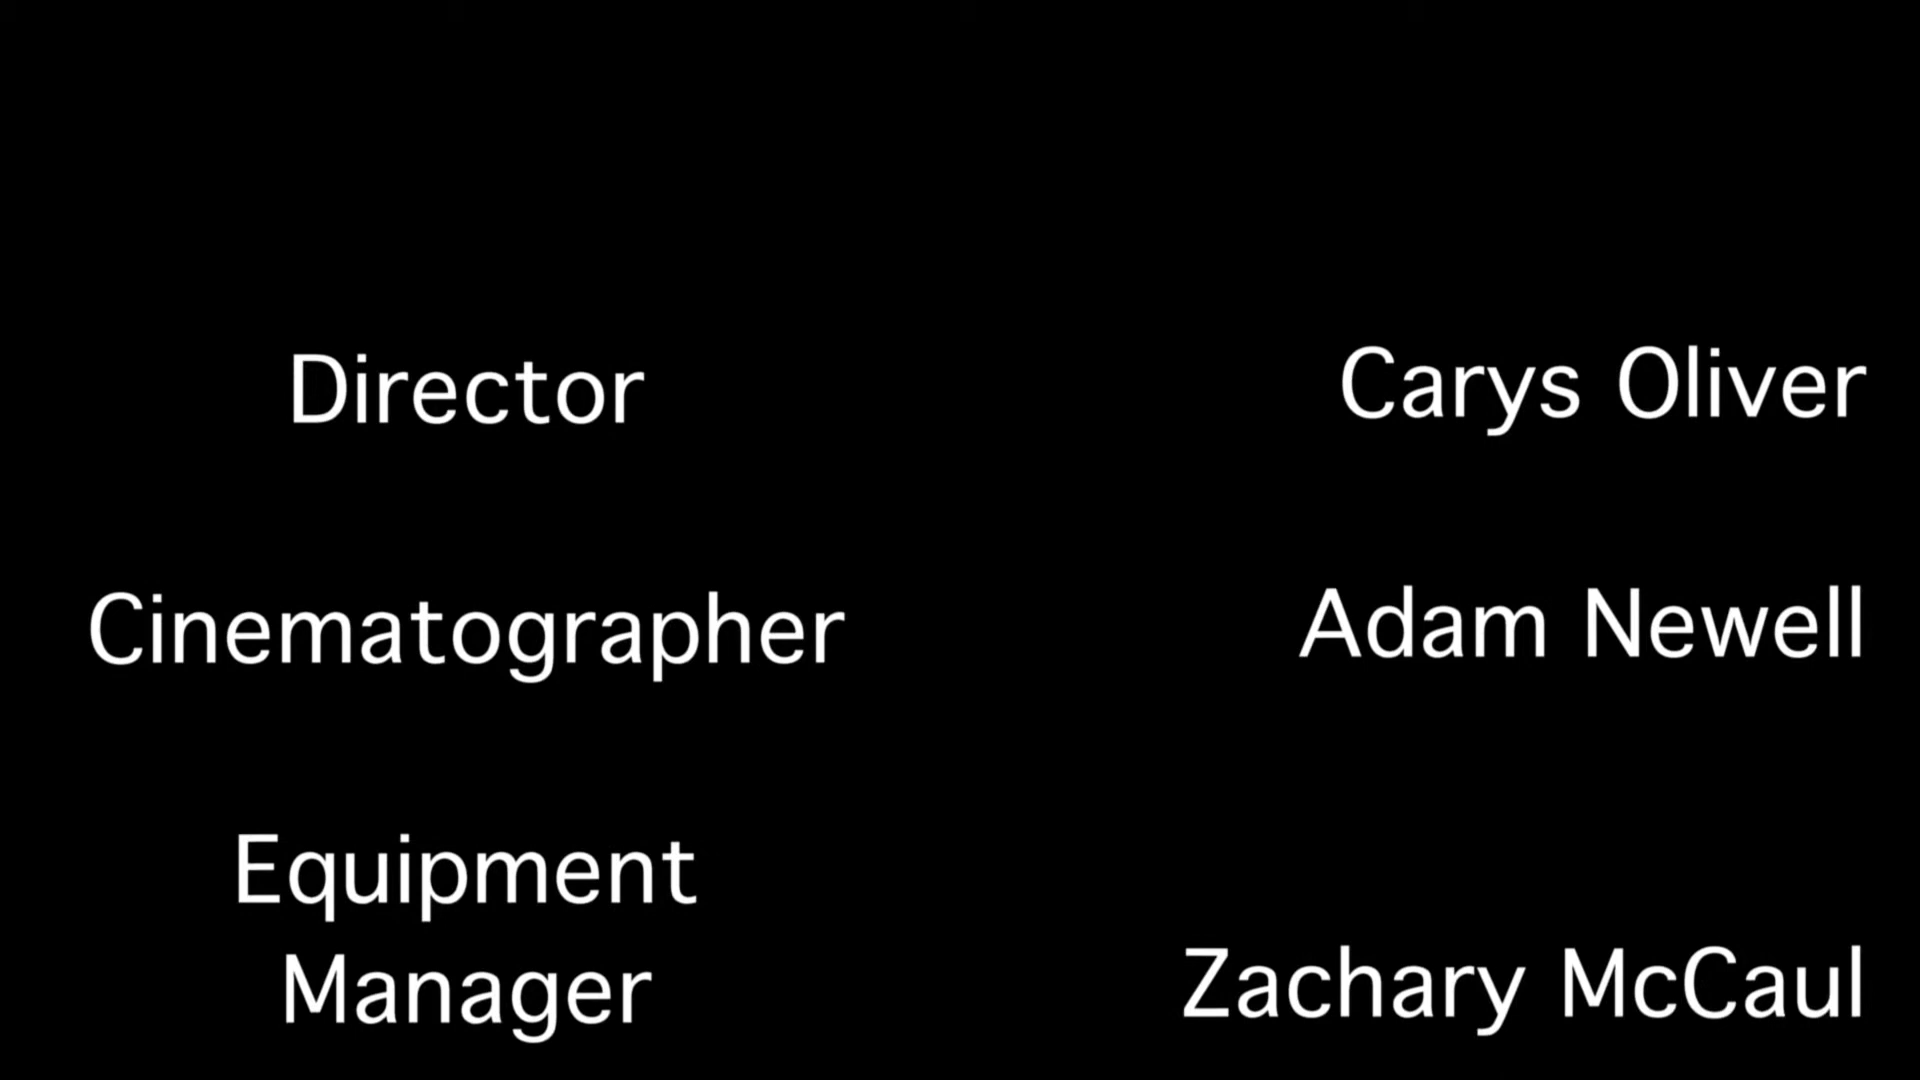 Director Carys Oliver
Cinematographer Adam Newell
Equipment
Manager Zachary McCaul